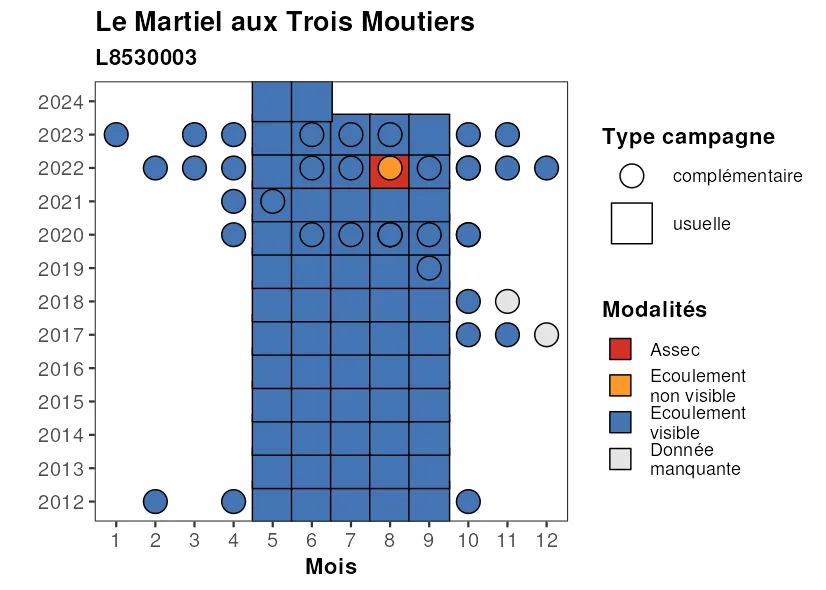 Le Martiel aux Trois Moutiers
L8530003
2024
2023
2022
2021
2020
2019
2018
2017
2016
2015
2014
2013
2012
1 2 3 4 5 6 7 8 9 10 11 12
Mois
Type campagne
complémentaire
usuelle
Modalités
Assec
Ecoulement
non visible
Ecoulement
visible
Donnée
manquante